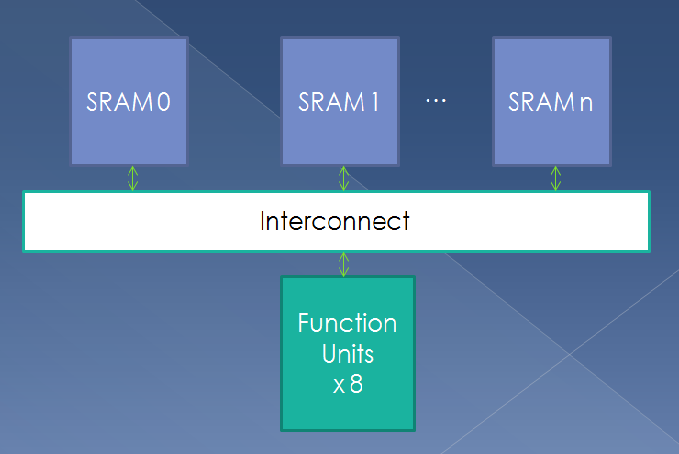 SRAM 0
SRAM 1
...
SRAM n
Interconnect
Function
Units
x 8